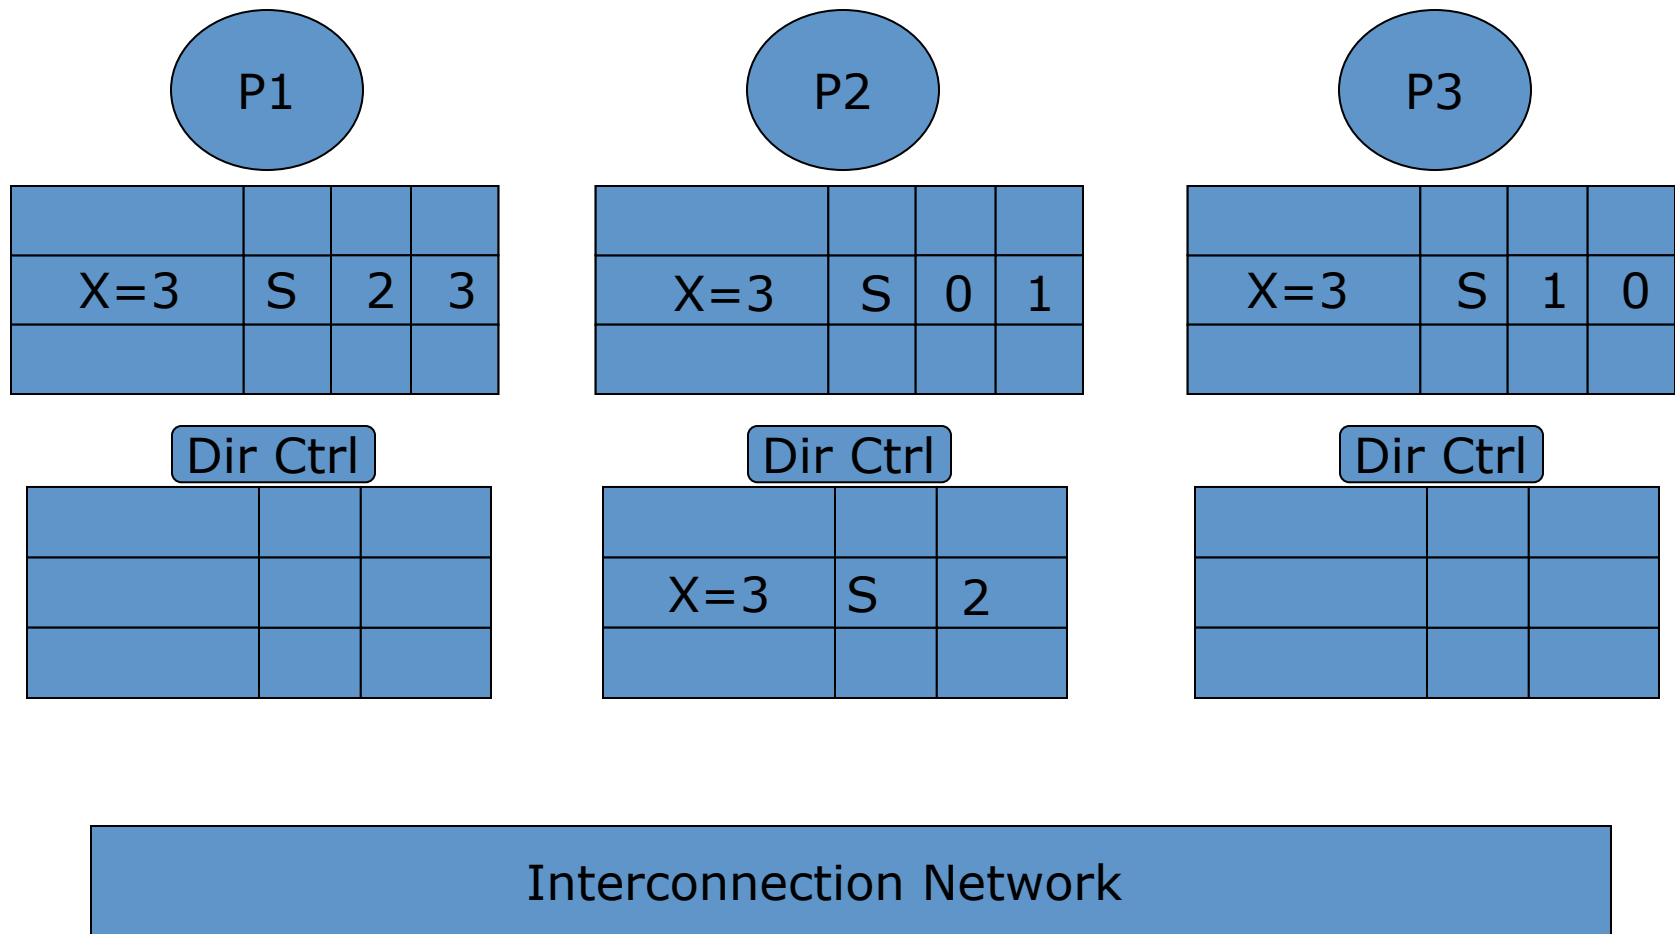 P1 P2 P3
X=3 S 2 3 X=3 S 0 1 X=3 S 1 0
Dir Ctrl Dir Ctrl Dir Ctrl
X=3 S 2
Interconnection Network